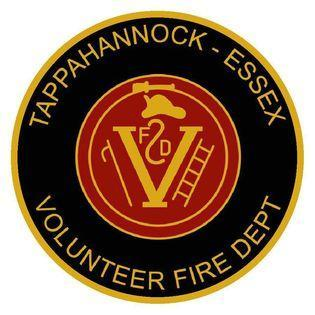 TAPPAHANNOCK - ESSEX
V
F D
VOLUNTEER FIRE DEPT